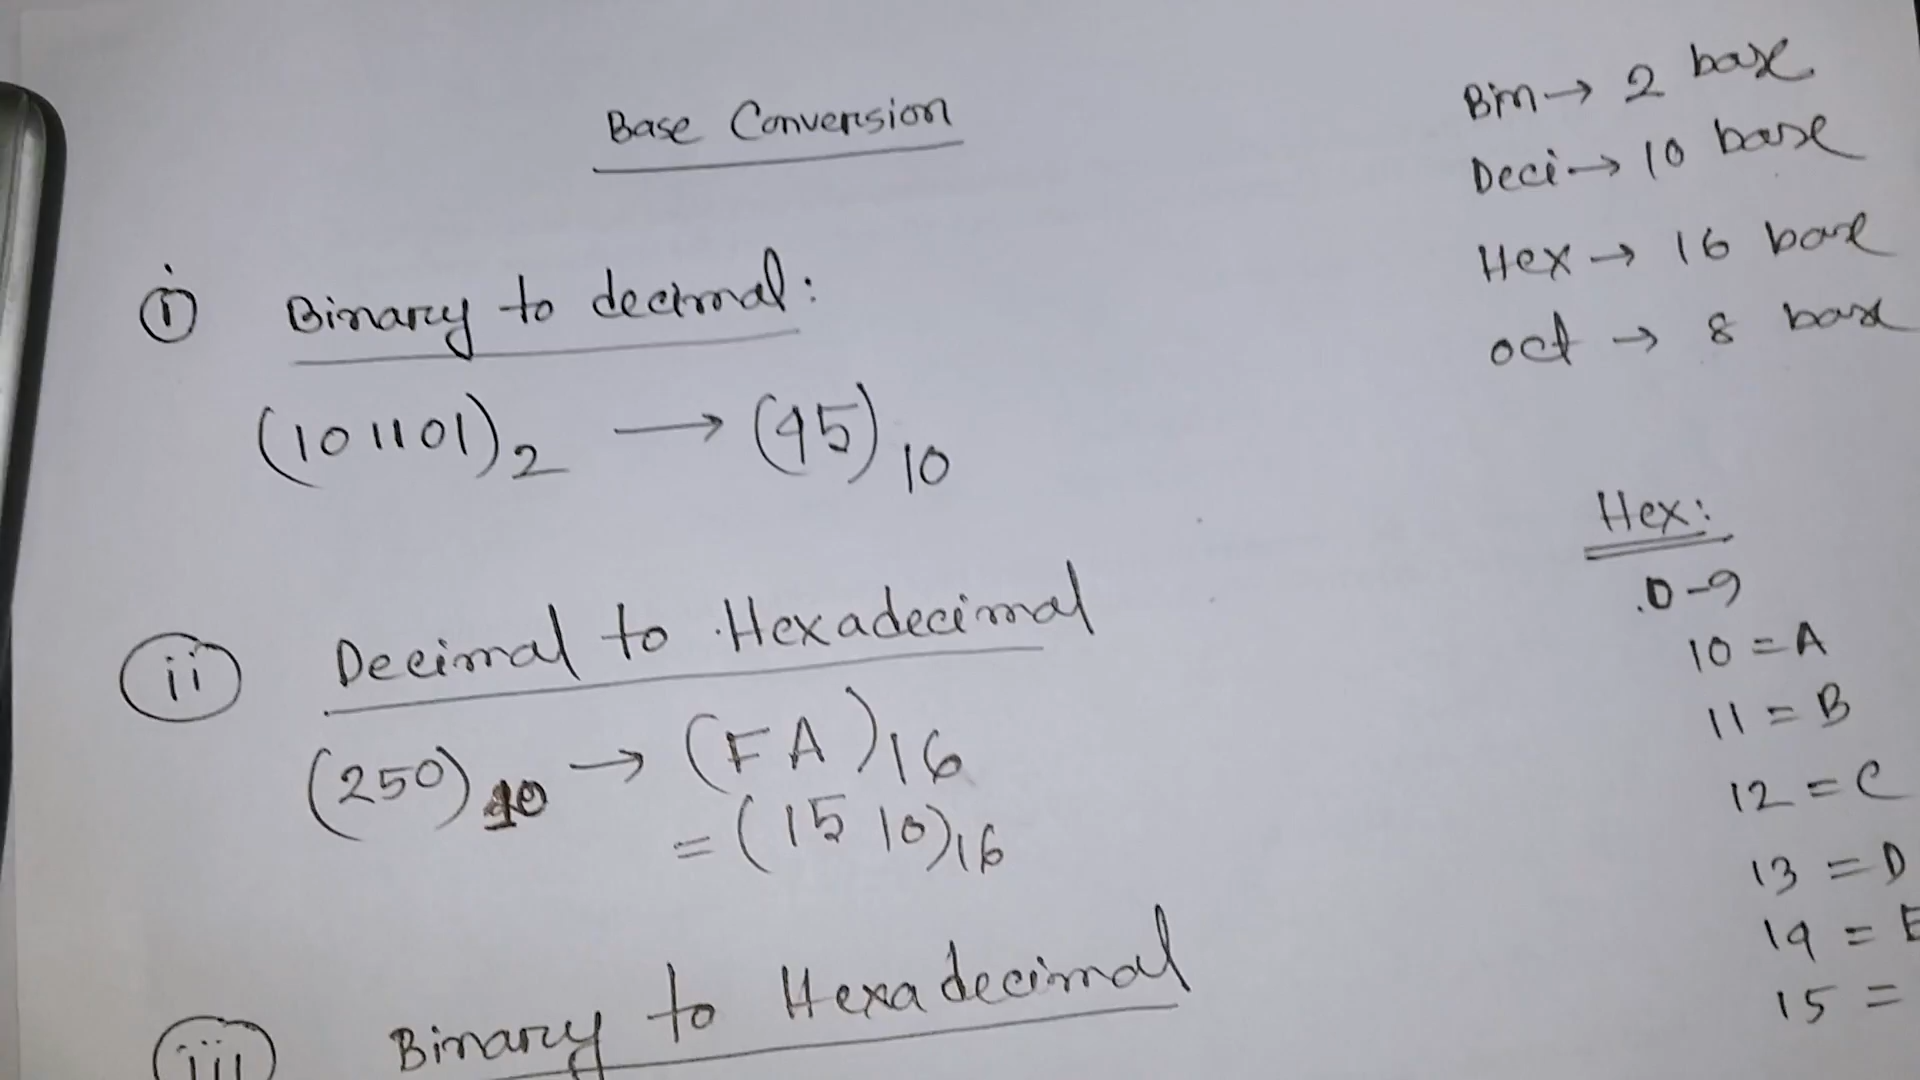 Base Conversion
Bin → 2 base
Deci → 10 base
Hex → 16 base
oct → 8 base
(i) Binary to decimal:
(101101)₂ → (45)₁₀
(ii) Decimal to Hexadecimal
(250)₁₀ → (FA)₁₆
= (15 10)₁₆
(iii) Binary to Hexadecimal
Hex:
0-9
10 = A
11 = B
12 = C
13 = D
14 = E
15 =